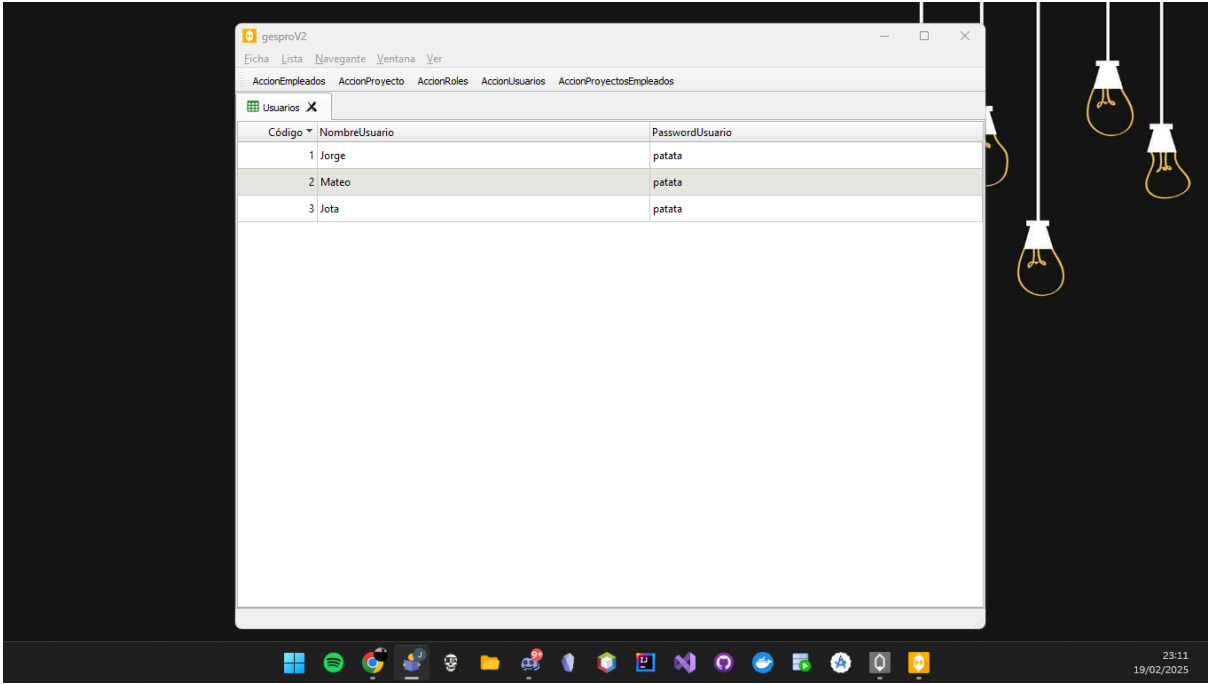 gesproV2
Ficha Lista Navegante Ventana Ver
AccionEmpleados AccionProyecto AccionRoles AccionUsuarios AccionProyectosEmpleados
Usuarios
Código NombreUsuario PasswordUsuario
1 Jorge patata
2 Mateo patata
3 Jota patata
J
9+
23:11
19/02/2025